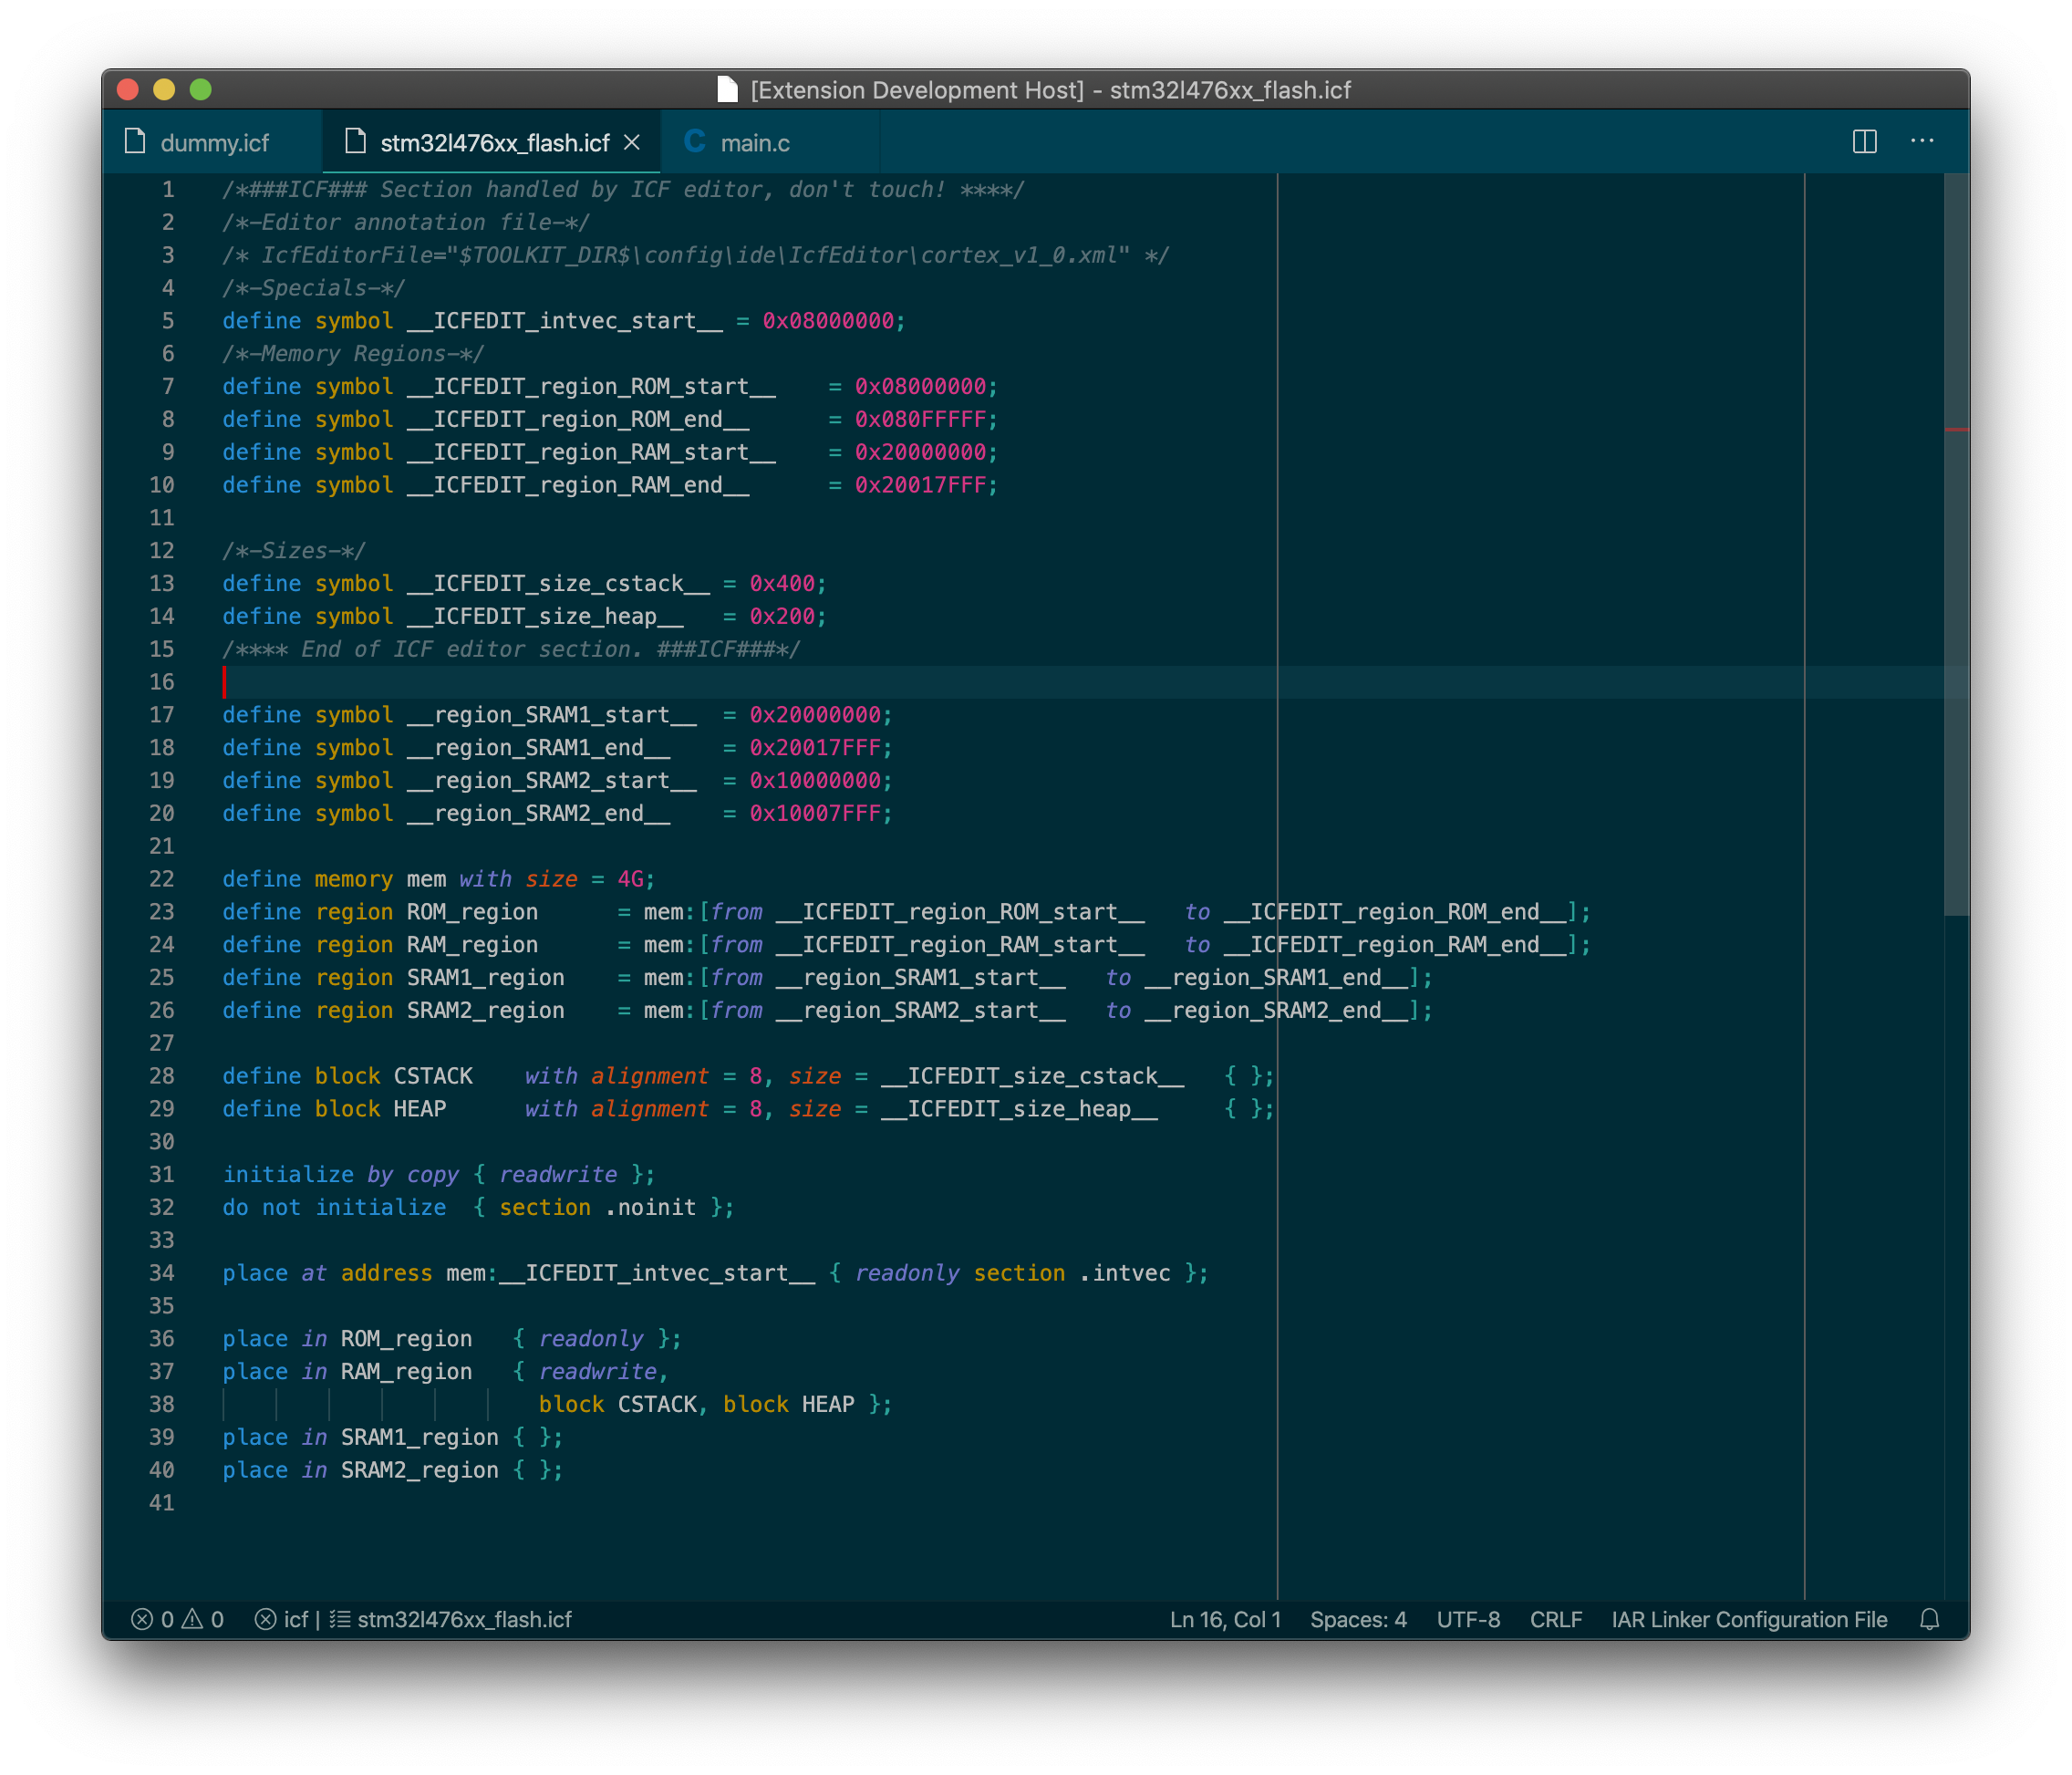 [Extension Development Host] - stm32l476xx_flash.icf
dummy.icf stm32l476xx_flash.icf C main.c ...
1 /*###ICF### Section handled by ICF editor, don't touch! ****/
2 /*-Editor annotation file-*/
3 /* IcfEditorFile="$TOOLKIT_DIR$\config\ide\IcfEditor\cortex_v1_0.xml" */
4 /*-Specials-*/
5 define symbol __ICFEDIT_intvec_start__ = 0x08000000;
6 /*-Memory Regions-*/
7 define symbol __ICFEDIT_region_ROM_start__    = 0x08000000;
8 define symbol __ICFEDIT_region_ROM_end__      = 0x080FFFFF;
9 define symbol __ICFEDIT_region_RAM_start__    = 0x20000000;
10 define symbol __ICFEDIT_region_RAM_end__      = 0x20017FFF;
11
12 /*-Sizes-*/
13 define symbol __ICFEDIT_size_cstack__ = 0x400;
14 define symbol __ICFEDIT_size_heap__   = 0x200;
15 /**** End of ICF editor section. ###ICF###*/
16
17 define symbol __region_SRAM1_start__  = 0x20000000;
18 define symbol __region_SRAM1_end__    = 0x20017FFF;
19 define symbol __region_SRAM2_start__  = 0x10000000;
20 define symbol __region_SRAM2_end__    = 0x10007FFF;
21
22 define memory mem with size = 4G;
23 define region ROM_region      = mem:[from __ICFEDIT_region_ROM_start__   to __ICFEDIT_region_ROM_end__];
24 define region RAM_region      = mem:[from __ICFEDIT_region_RAM_start__   to __ICFEDIT_region_RAM_end__];
25 define region SRAM1_region    = mem:[from __region_SRAM1_start__   to __region_SRAM1_end__];
26 define region SRAM2_region    = mem:[from __region_SRAM2_start__   to __region_SRAM2_end__];
27
28 define block CSTACK    with alignment = 8, size = __ICFEDIT_size_cstack__   { };
29 define block HEAP      with alignment = 8, size = __ICFEDIT_size_heap__     { };
30
31 initialize by copy { readwrite };
32 do not initialize  { section .noinit };
33
34 place at address mem:__ICFEDIT_intvec_start__ { readonly section .intvec };
35
36 place in ROM_region   { readonly };
37 place in RAM_region   { readwrite,
38                         block CSTACK, block HEAP };
39 place in SRAM1_region { };
40 place in SRAM2_region { };
41
0 0 icf | stm32l476xx_flash.icf Ln 16, Col 1 Spaces: 4 UTF-8 CRLF IAR Linker Configuration File